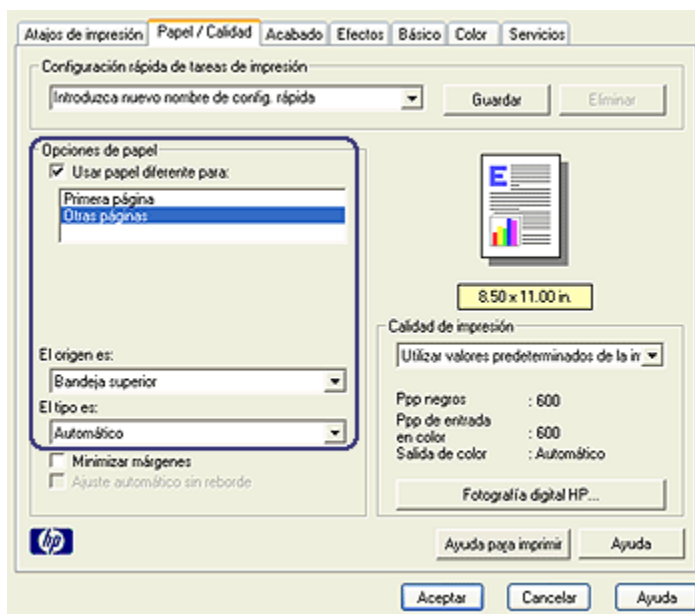 Atajos de impresión Papel / Calidad Acabado Efectos Básico Color Servicios
Configuración rápida de tareas de impresión
Introduzca nuevo nombre de config. rápida
Guardar
Eliminar
Opciones de papel
Usar papel diferente para:
Primera página
Otras páginas
El origen es:
Bandeja superior
El tipo es:
Automático
Minimizar márgenes
Ajuste automático sin reborde
E
8.50 x 11.00 in.
Calidad de impresión
Utilizar valores predeterminados de la in
Ppp negros : 600
Ppp de entrada
en color : 600
Salida de color : Automático
Fotografía digital HP...
hp
Ayuda para imprimir Ayuda
Aceptar Cancelar Ayuda